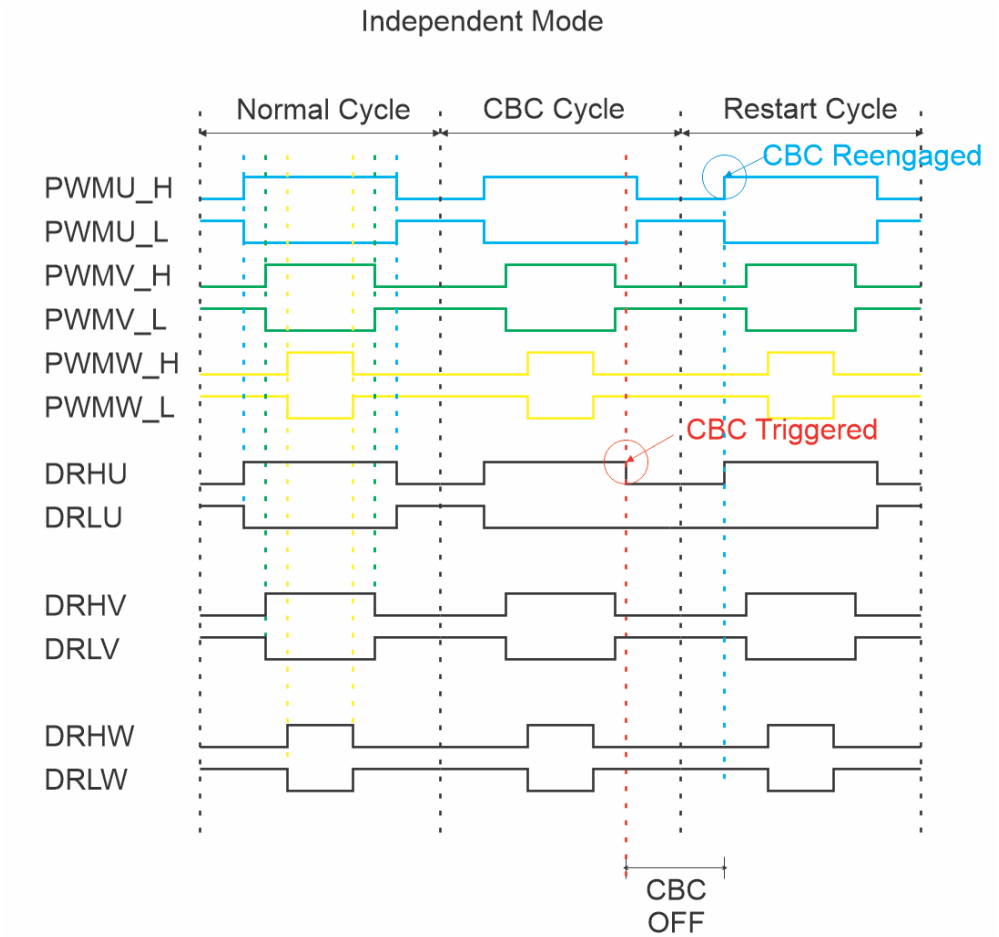 Independent Mode
Normal Cycle
CBC Cycle
Restart Cycle
CBC Reengaged
PWMU_H
PWMU_L
PWMV_H
PWMV_L
PWMW_H
PWMW_L
CBC Triggered
DRHU
DRLU
DRHV
DRLV
DRHW
DRLW
CBC
OFF